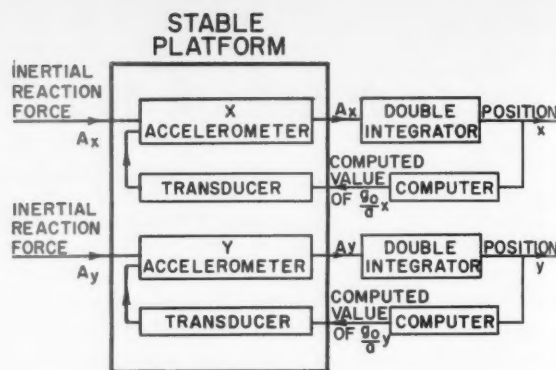 STABLE
PLATFORM
INERTIAL
REACTION
FORCE
Ax
X
ACCELEROMETER
Ax
DOUBLE
INTEGRATOR
POSITION
x
TRANSDUCER
COMPUTED
VALUE
OF g₀/a x
COMPUTER
INERTIAL
REACTION
FORCE
Ay
Y
ACCELEROMETER
Ay
DOUBLE
INTEGRATOR
POSITION
y
TRANSDUCER
COMPUTED
VALUE
OF g₀/a y
COMPUTER